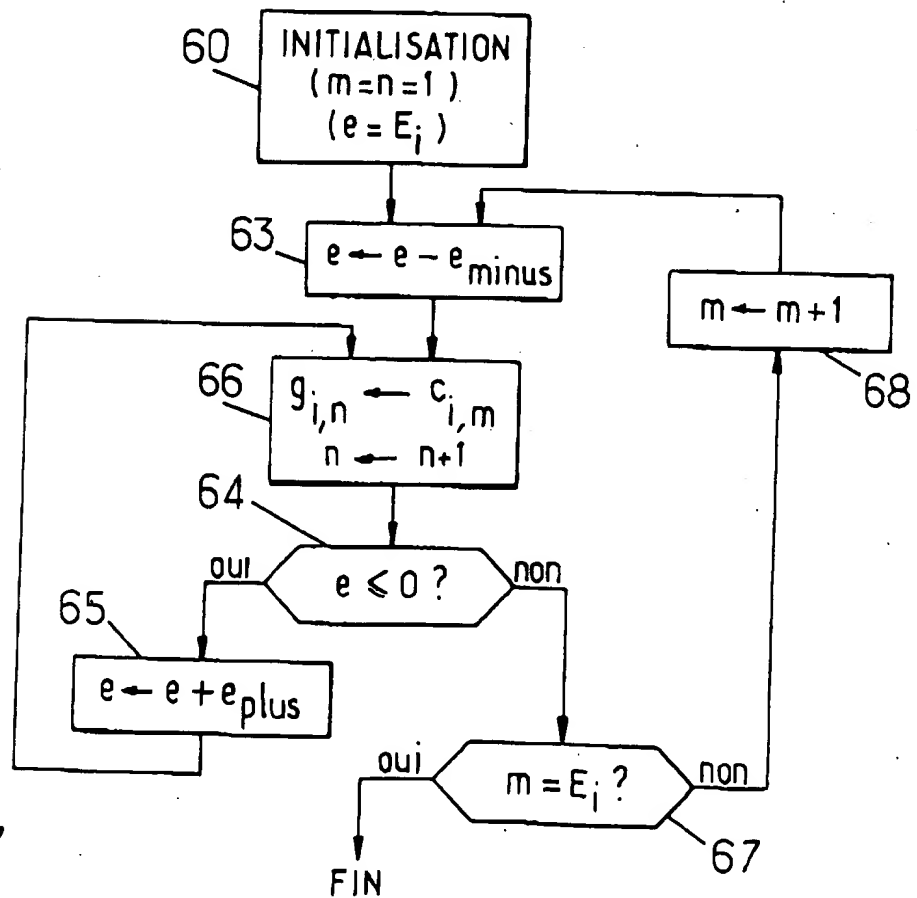 60
INITIALISATION
(m=n=1)
(e = E_i)
63
e ← e - e_minus
m ← m+1
68
66
g_i,n ← c_i,m
n ← n+1
64
oui
e ≤ 0 ?
non
65
e ← e + e_plus
oui
m = E_i ?
non
67
FIN